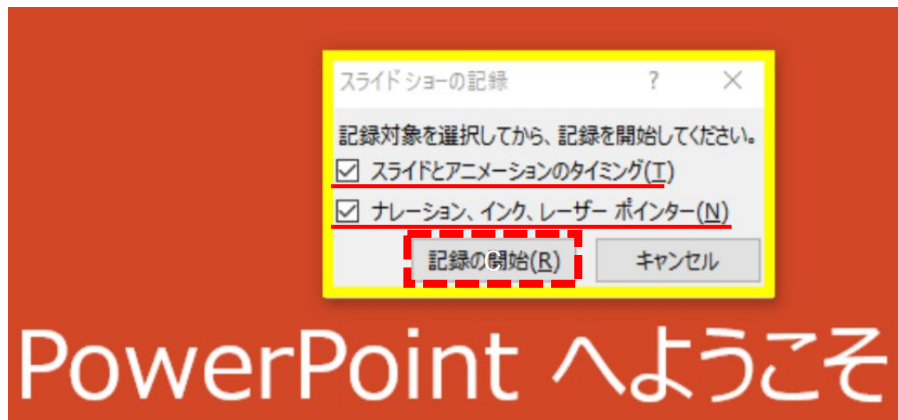 スライド ショーの記録 ? ×
記録対象を選択してから、記録を開始してください。
スライドとアニメーションのタイミング(T)
ナレーション、インク、レーザー ポインター(N)
記録の開始(R) キャンセル
PowerPoint へようこそ